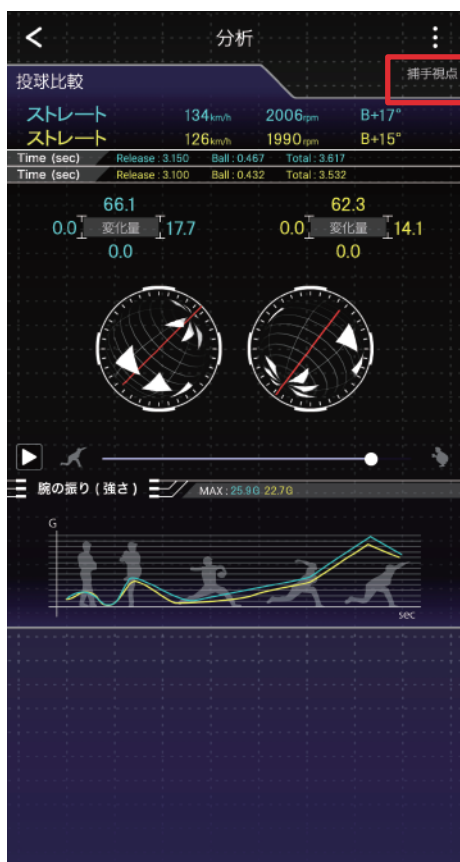 分析
投球比較
捕手視点
ストレート 134km/h 2006rpm B+17°
ストレート 126km/h 1990rpm B+15°
Time (sec) Release : 3.150 Ball : 0.467 Total : 3.617
Time (sec) Release : 3.100 Ball : 0.432 Total : 3.532
66.1 62.3
0.0 変化量 17.7 0.0 変化量 14.1
0.0 0.0
腕の振り ( 強さ ) MAX : 25.9G 22.7G
G
sec